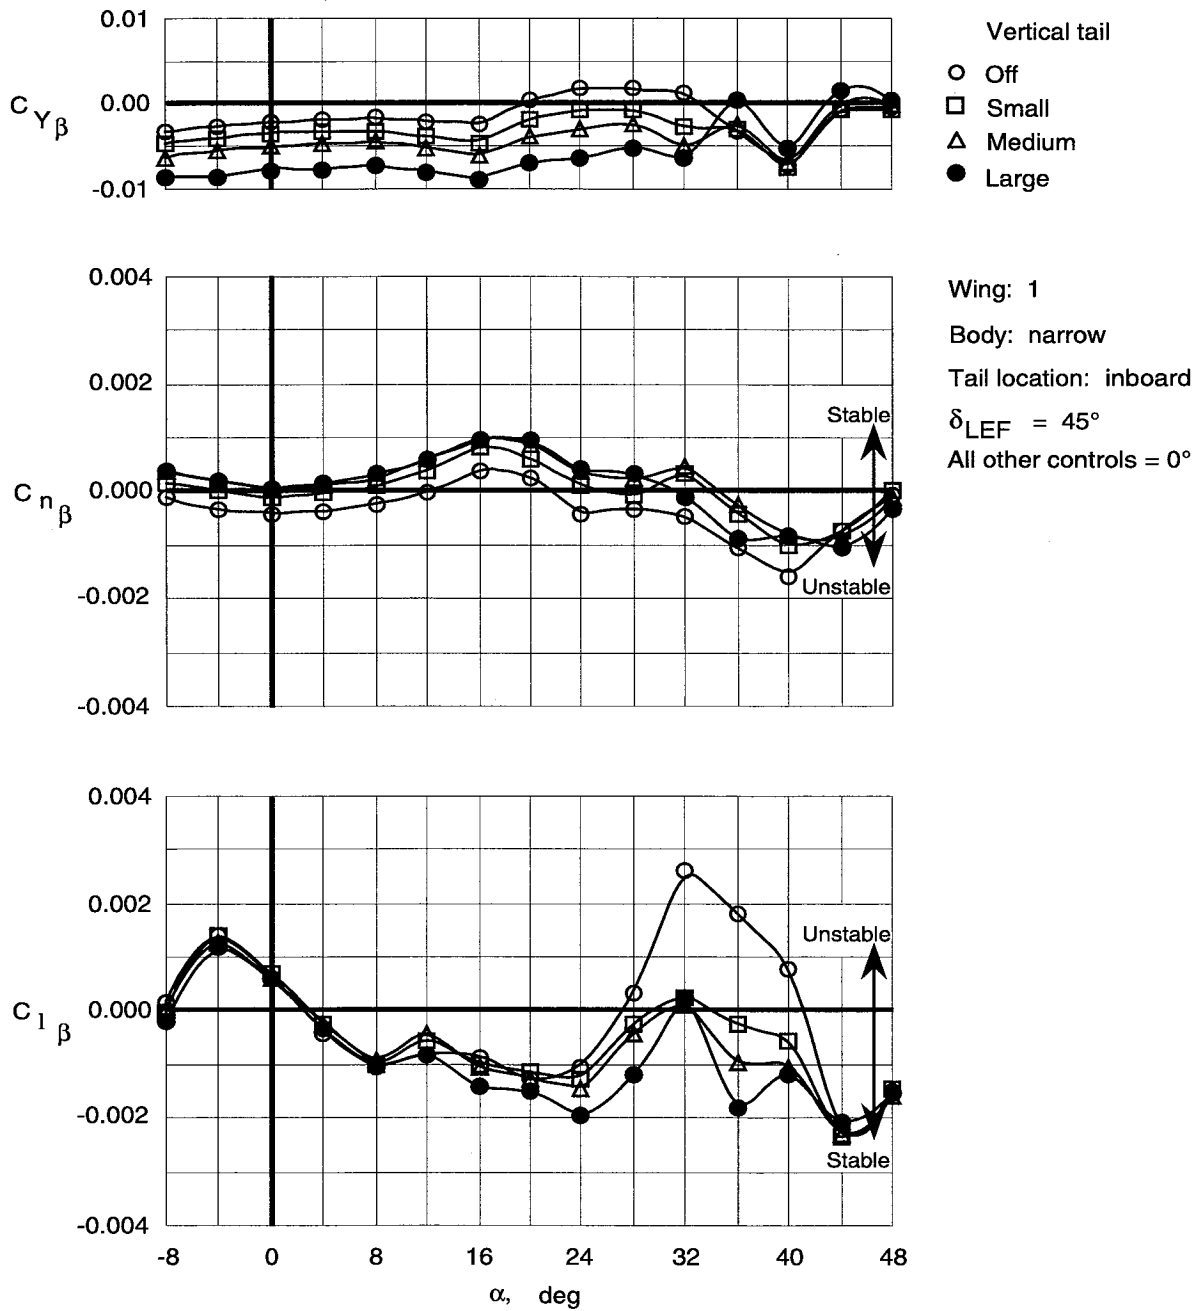 0.01
0.00
-0.01
C Y β
Vertical tail
Off
Small
Medium
Large
0.004
0.002
0.000
-0.002
-0.004
C n β
Stable
Unstable
Wing: 1
Body: narrow
Tail location: inboard
δ LEF = 45°
All other controls = 0°
0.004
0.002
0.000
-0.002
-0.004
C l β
Unstable
Stable
-8 0 8 16 24 32 40 48
α, deg